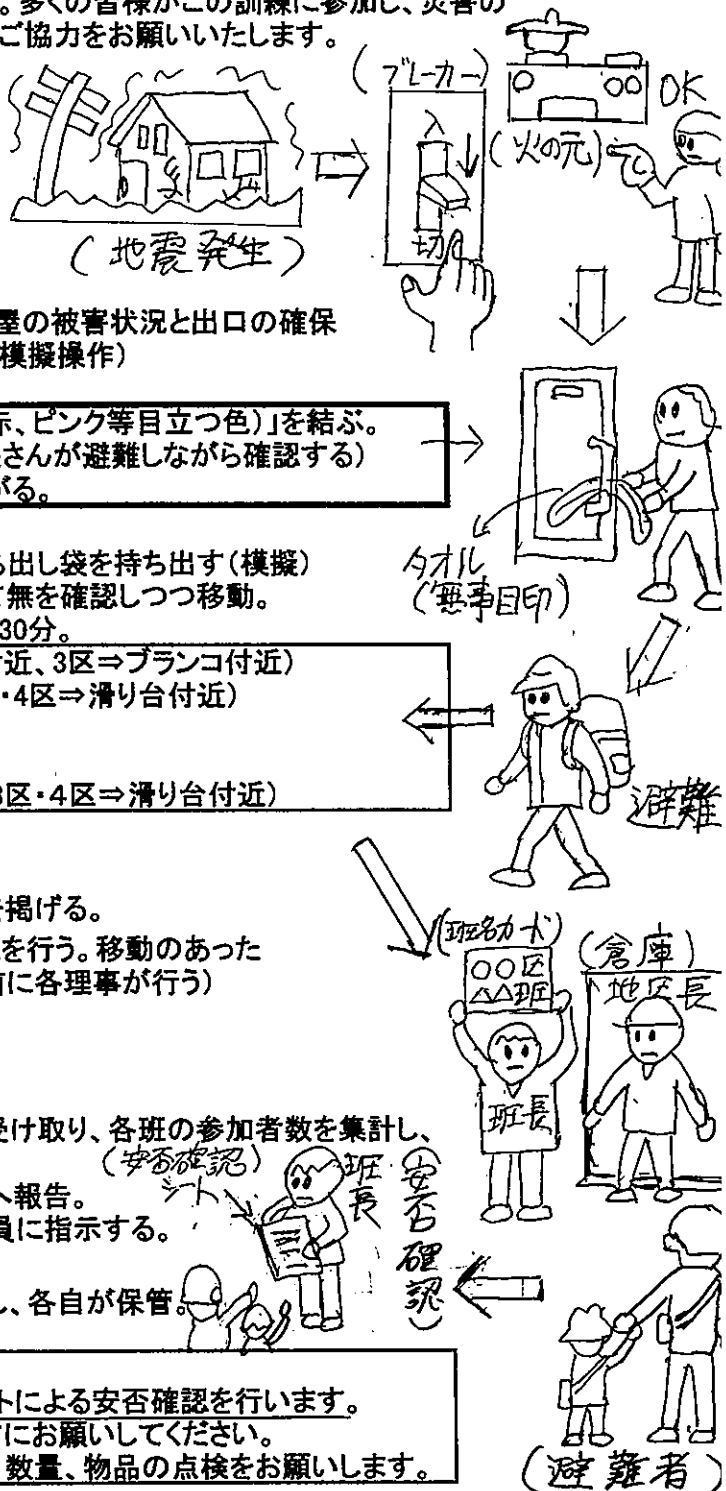 。多くの皆様がこの訓練に参加し、災害の
ご協力をお願いいたします。
(ブレーカー)
入
切
(火の元)
OK
(地震発生)
屋の被害状況と出口の確保
模擬操作)
示、ピンク等目立つ色)」を結ぶ。
さんが避難しながら確認する)
がる。
タオル
(無事目印)
ち出し袋を持ち出す(模擬)
無を確認しつつ移動。
30分。
近、3区⇒ブランコ付近)
・4区⇒滑り台付近)
3区・4区⇒滑り台付近)
避難
を掲げる。
を行う。移動のあった
前に各理事が行う)
(班名カード)
○○区
△△班
班長
(倉庫)
地区長
受け取り、各班の参加者数を集計し、
(安否確認)
シート
班長
(安否確認)
へ報告。
員に指示する。
し、各自が保管。
トによる安否確認を行います。
にお願いしてください。
数量、物品の点検をお願いします。
(避難者)